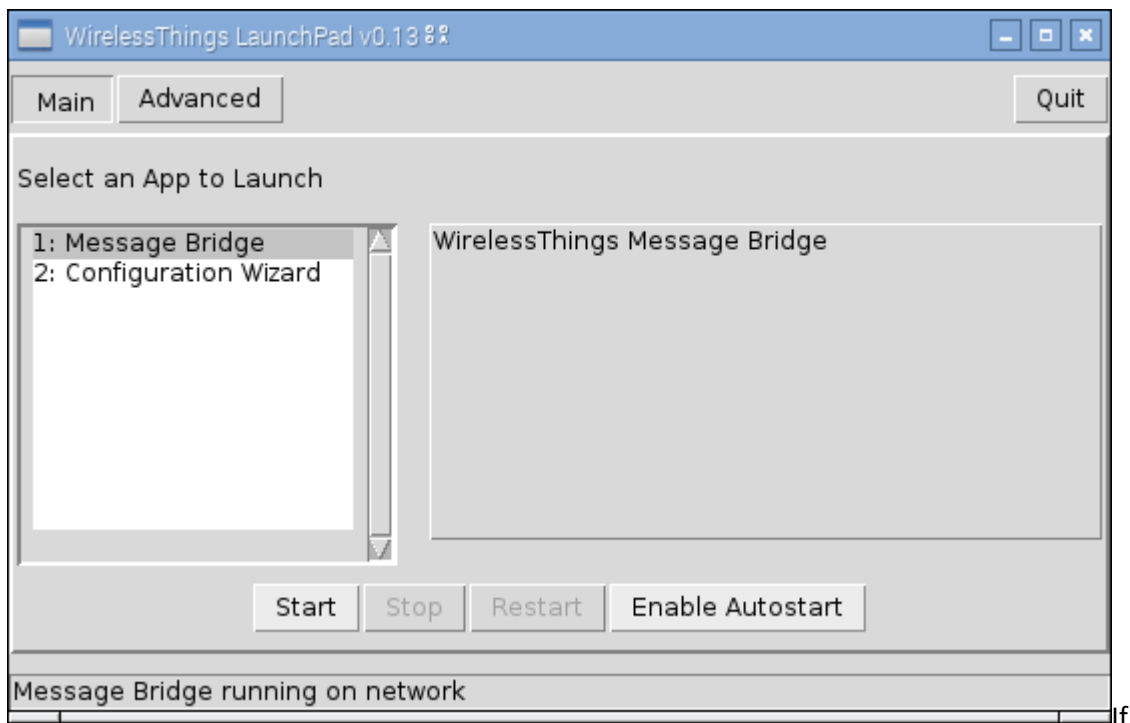 WirelessThings LaunchPad v0.13
Main Advanced Quit
Select an App to Launch
1: Message Bridge
2: Configuration Wizard
WirelessThings Message Bridge
Start Stop Restart Enable Autostart
Message Bridge running on network
If